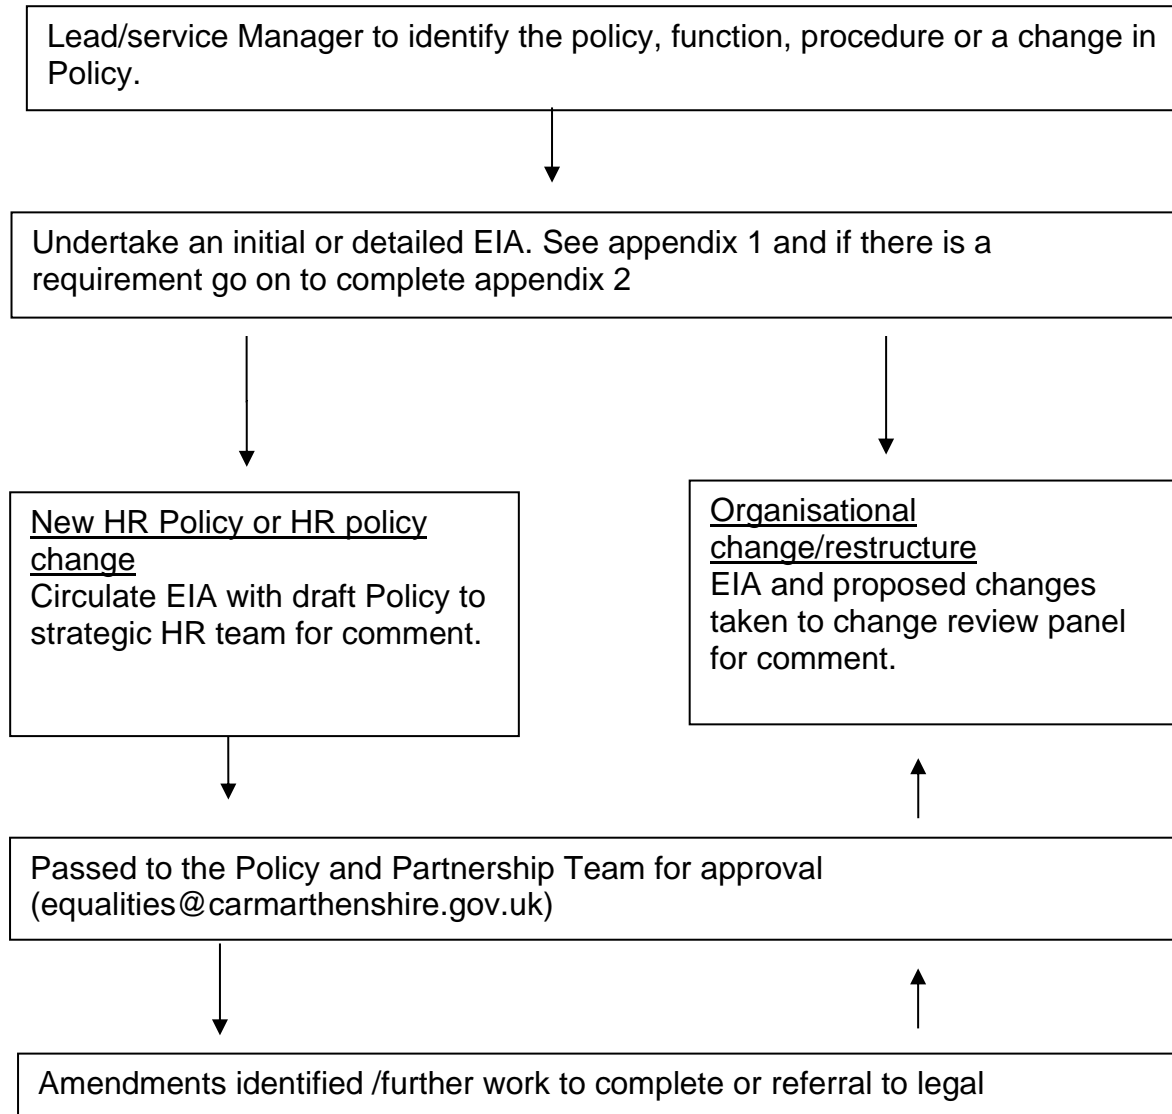 Lead/service Manager to identify the policy, function, procedure or a change in
Policy.
Undertake an initial or detailed EIA. See appendix 1 and if there is a
requirement go on to complete appendix 2
New HR Policy or HR policy
change
Circulate EIA with draft Policy to
strategic HR team for comment.
Organisational
change/restructure
EIA and proposed changes
taken to change review panel
for comment.
Passed to the Policy and Partnership Team for approval
(equalities@carmarthenshire.gov.uk)
Amendments identified /further work to complete or referral to legal